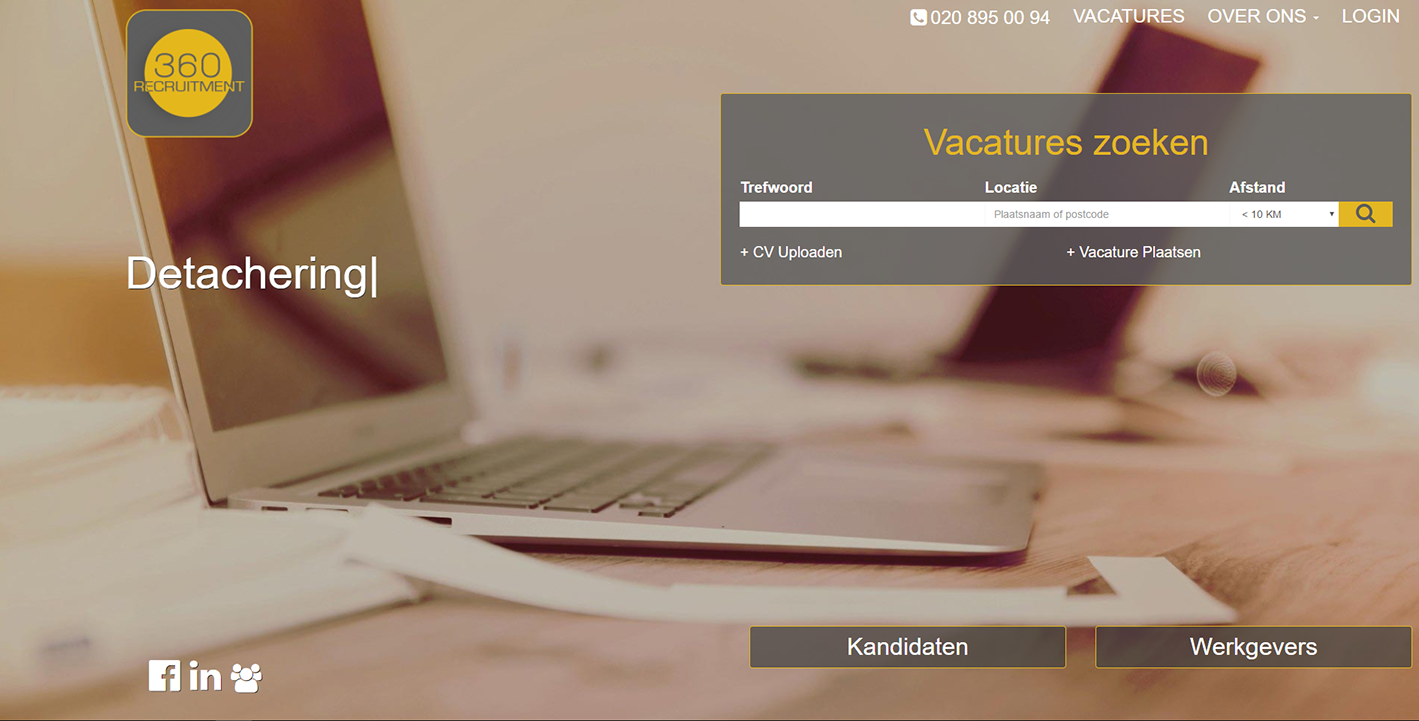 360
RECRUITMENT
020 895 00 94 VACATURES OVER ONS LOGIN
Vacatures zoeken
Trefwoord Locatie Afstand
Plaatsnaam of postcode < 10 KM
+ CV Uploaden + Vacature Plaatsen
Detachering|
Kandidaten Werkgevers